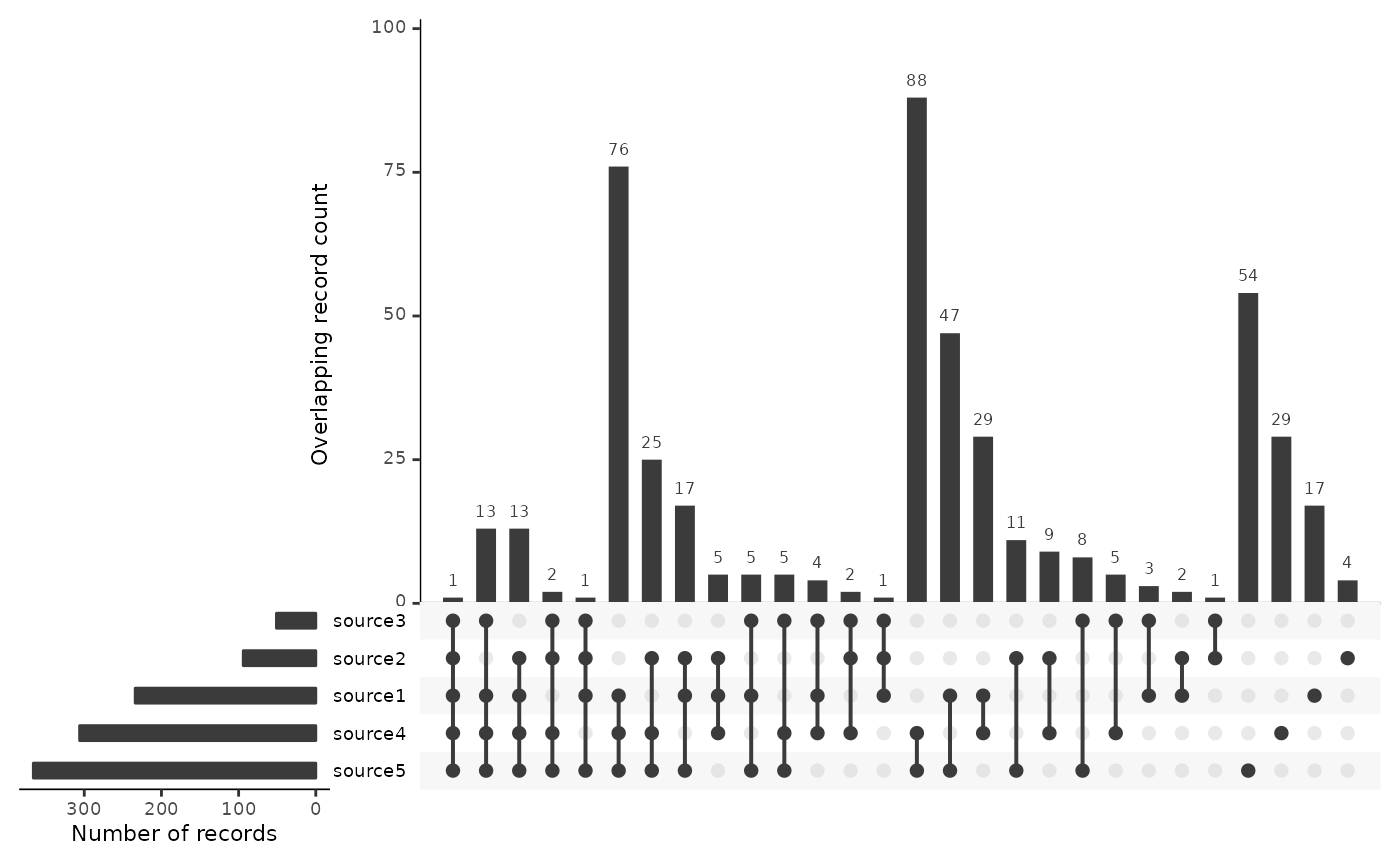 100
75
50
25
0
Overlapping record count
1 13 13 2 1 76 25 17 5 5 5 4 2 1 88 47 29 11 9 8 5 3 2 1 54 29 17 4
source3
source2
source1
source4
source5
300 200 100 0
Number of records